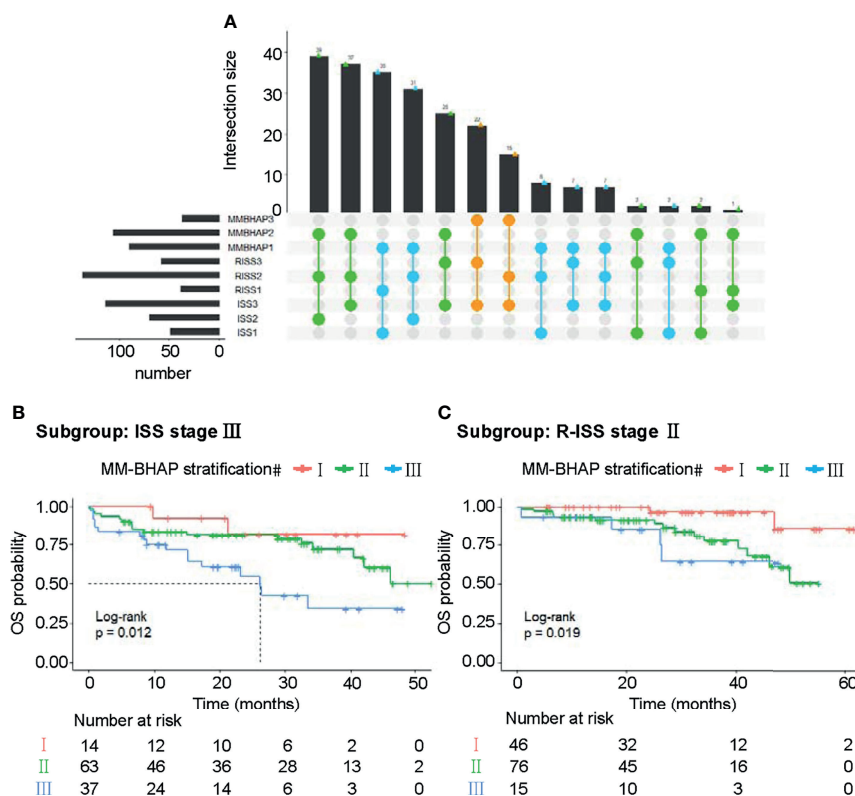 A
Intersection size
40
30
20
10
0
39 37 35 31 25 22 15 8 7 7 2 2 2 1
MMBHAP3
MMBHAP2
MMBHAP1
RISS3
RISS2
RISS1
ISS3
ISS2
ISS1
100 50 0
number
B
Subgroup: ISS stage Ⅲ
MM-BHAP stratification# Ⅰ Ⅱ Ⅲ
OS probability
1.00
0.75
0.50
0.25
0.00
Log-rank
p = 0.012
0 10 20 30 40 50
Time (months)
Number at risk
Ⅰ 14 12 10 6 2 0
Ⅱ 63 46 36 28 13 2
Ⅲ 37 24 14 6 3 0
C
Subgroup: R-ISS stage Ⅱ
MM-BHAP stratification# Ⅰ Ⅱ Ⅲ
OS probability
1.00
0.75
0.50
0.25
0.00
Log-rank
p = 0.019
0 20 40 60
Time (months)
Number at risk
Ⅰ 46 32 12 2
Ⅱ 76 45 16 0
Ⅲ 15 10 3 0